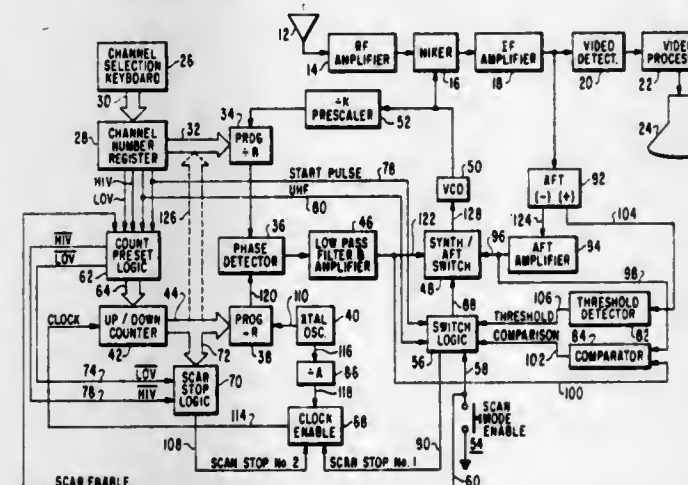 12
RF
AMPLIFIER
14
MIXER
16
IF
AMPLIFIER
18
VIDEO
DETECT.
20
VIDEO
22
24
CHANNEL
SELECTION
KEYBOARD
26
30
÷K
PRESCALER
52
28
CHANNEL
NUMBER
REGISTER
32
34
PROG
÷N
HIV
LOV
126
START PULSE
78
UHF
80
50
VCO
128
AFT
(-) (+)
92
104
124
36
PHASE
DETECTOR
46
LOW PASS
FILTER &
AMPLIFIER
122
SYNTH /
AFT
SWITCH
48
96
AFT
AMPLIFIER
94
98
HIV
LOV
COUNT
PRESET
LOGIC
62
64
44
120
110
CLOCK
UP / DOWN
COUNTER
42
72
PROG
÷R
38
XTAL
OSC.
40
88
SWITCH
LOGIC
56
THRESHOLD
106
THRESHOLD
DETECTOR
82
COMPARISON
84
102
COMPARATOR
100
74
LOV
76
HIV
SCAN
STOP
LOGIC
70
116
÷A
86
118
58
114
CLOCK
ENABLE
68
90
SCAN
MODE
ENABLE
54
108
SCAN STOP No. 2
SCAN STOP No. 1
60
SCAN ENABLE